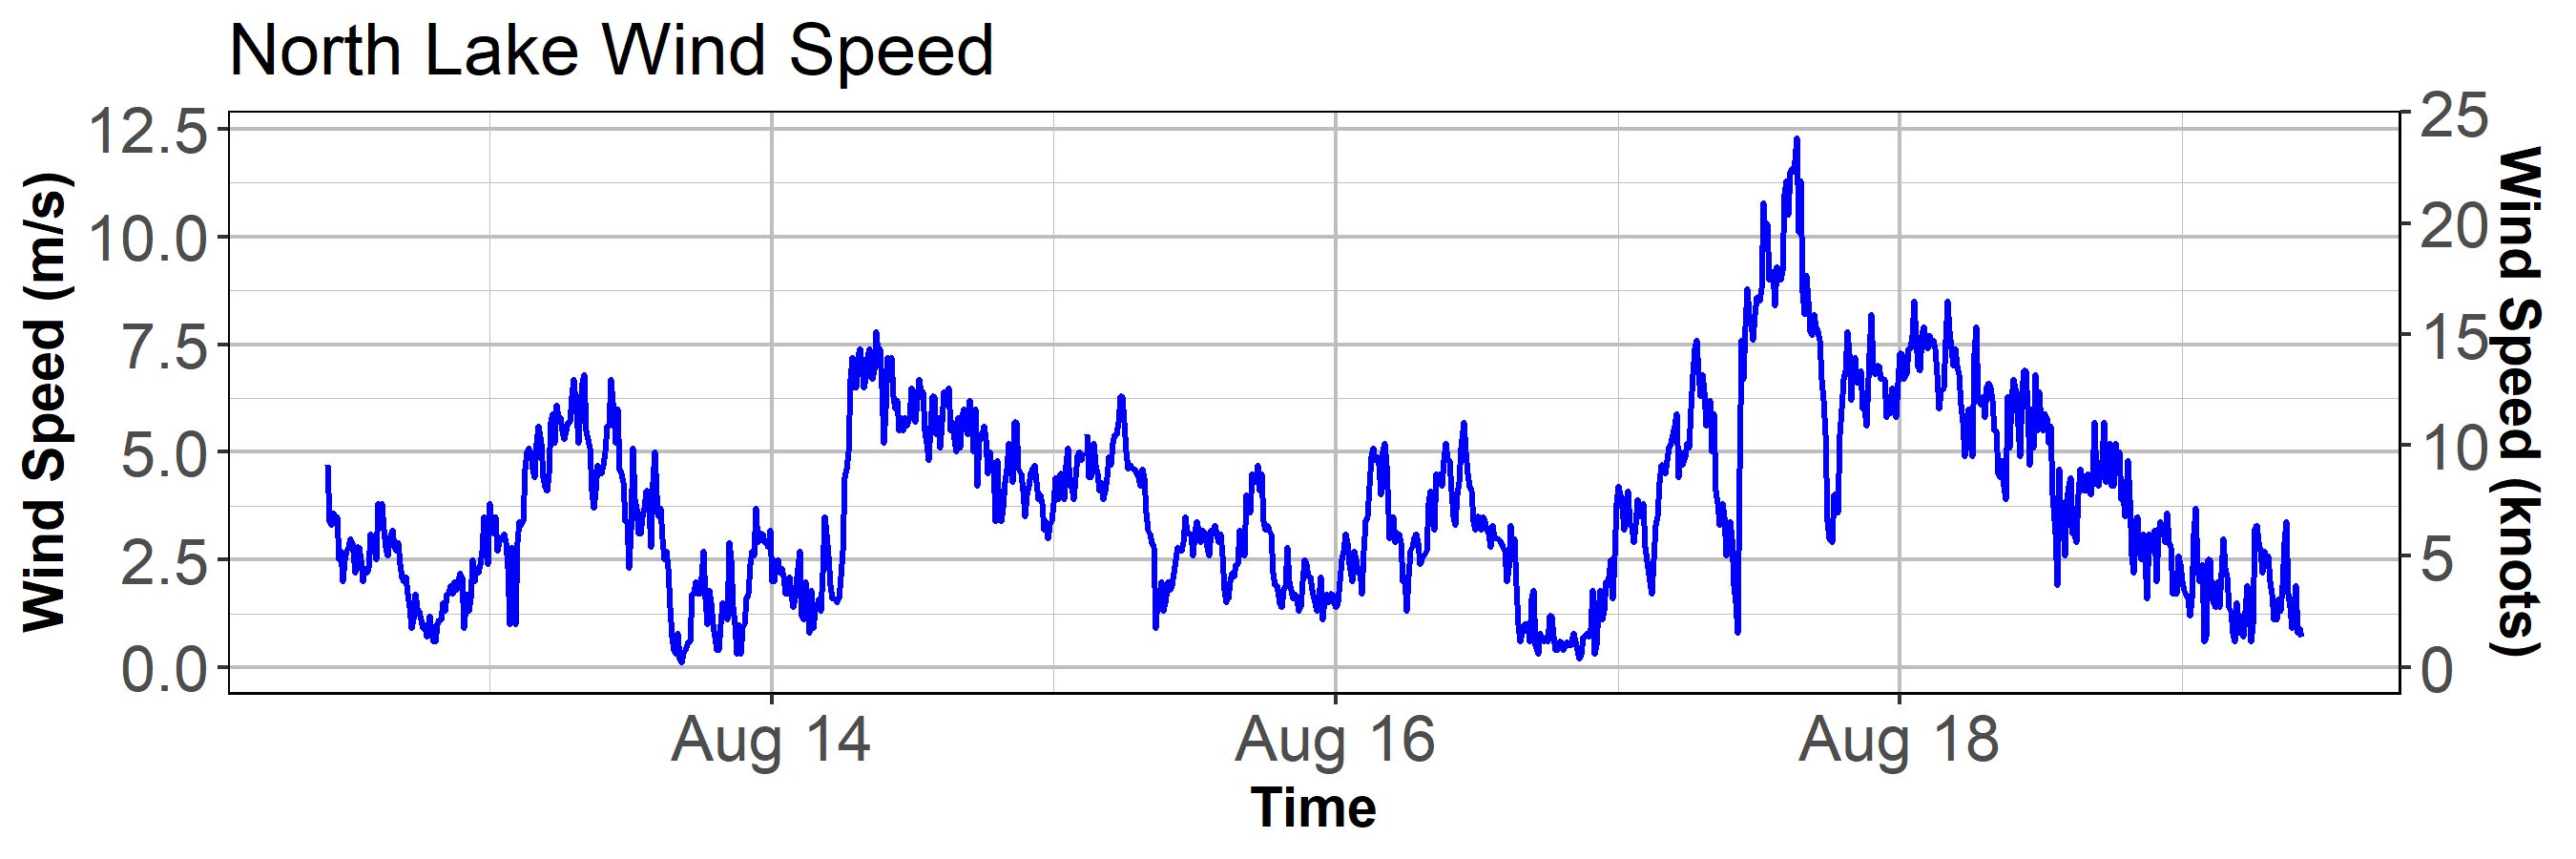 North Lake Wind Speed
Wind Speed (m/s)
12.5
10.0
7.5
5.0
2.5
0.0
25
20
15
10
5
0
Wind Speed (knots)
Aug 14
Aug 16
Aug 18
Time